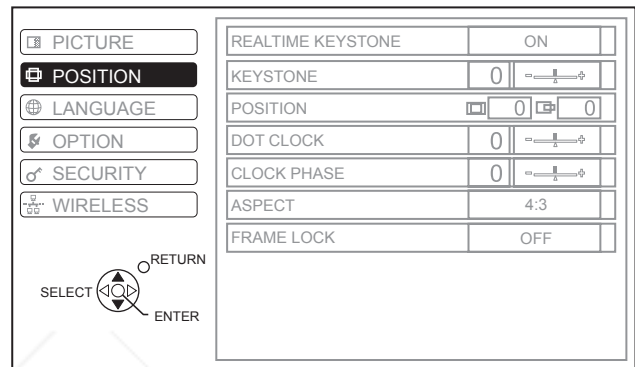 PICTURE
POSITION
LANGUAGE
OPTION
SECURITY
WIRELESS
RETURN
SELECT
ENTER
REALTIME KEYSTONE ON
KEYSTONE 0
POSITION 0 0
DOT CLOCK 0
CLOCK PHASE 0
ASPECT 4:3
FRAME LOCK OFF